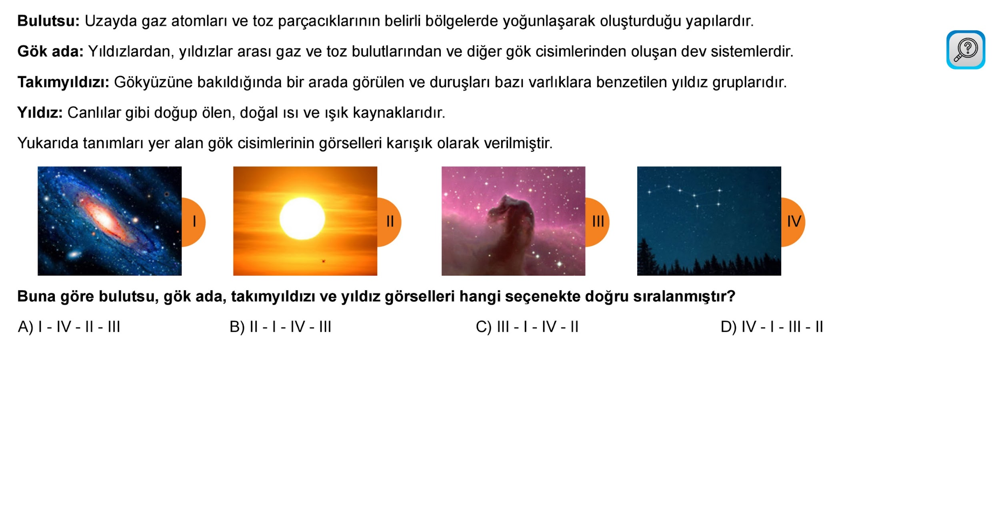 Bulutsu: Uzayda gaz atomları ve toz parçacıklarının belirli bölgelerde yoğunlaşarak oluşturduğu yapılardır.
Gök ada: Yıldızlardan, yıldızlar arası gaz ve toz bulutlarından ve diğer gök cisimlerinden oluşan dev sistemlerdir.
Takımyıldızı: Gökyüzüne bakıldığında bir arada görülen ve duruşları bazı varlıklara benzetilen yıldız gruplarıdır.
Yıldız: Canlılar gibi doğup ölen, doğal ısı ve ışık kaynaklarıdır.
Yukarıda tanımları yer alan gök cisimlerinin görselleri karışık olarak verilmiştir.
I II III IV
Buna göre bulutsu, gök ada, takımyıldızı ve yıldız görselleri hangi seçenekte doğru sıralanmıştır?
A) I - IV - II - III B) II - I - IV - III C) III - I - IV - II D) IV - I - III - II